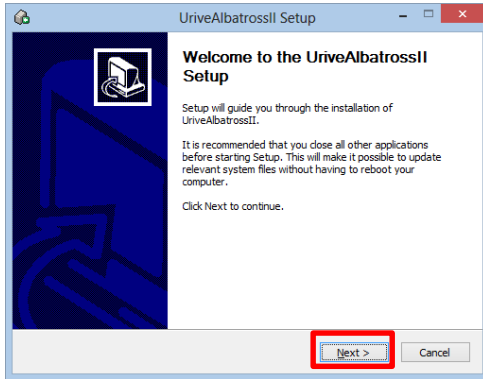 UriveAlbatrossII Setup
Welcome to the UriveAlbatrossII
Setup
Setup will guide you through the installation of
UriveAlbatrossII.
It is recommended that you close all other applications
before starting Setup. This will make it possible to update
relevant system files without having to reboot your
computer.
Click Next to continue.
Next >
Cancel